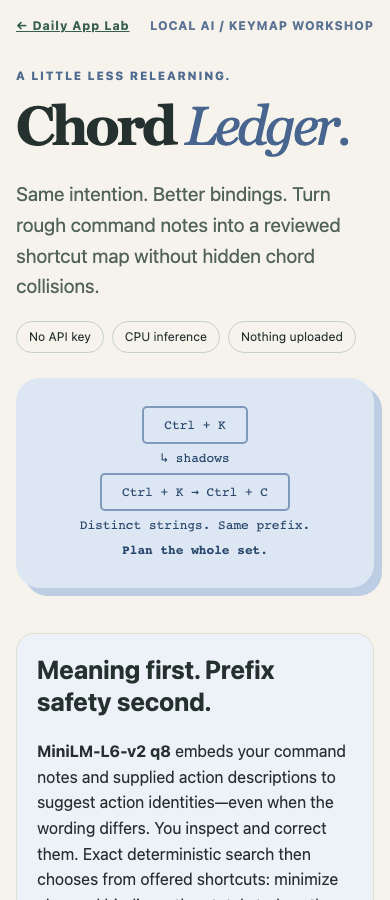 ← Daily App Lab
LOCAL AI / KEYMAP WORKSHOP
A LITTLE LESS RELEARNING.
Chord Ledger.
Same intention. Better bindings. Turn
rough command notes into a reviewed
shortcut map without hidden chord
collisions.
No API key
CPU inference
Nothing uploaded
Ctrl + K
↳ shadows
Ctrl + K → Ctrl + C
Distinct strings. Same prefix.
Plan the whole set.
Meaning first. Prefix
safety second.
MiniLM-L6-v2 q8 embeds your command
notes and supplied action descriptions to
suggest action identities—even when the
wording differs. You inspect and correct
them. Exact deterministic search then
chooses from offered shortcuts: minimize